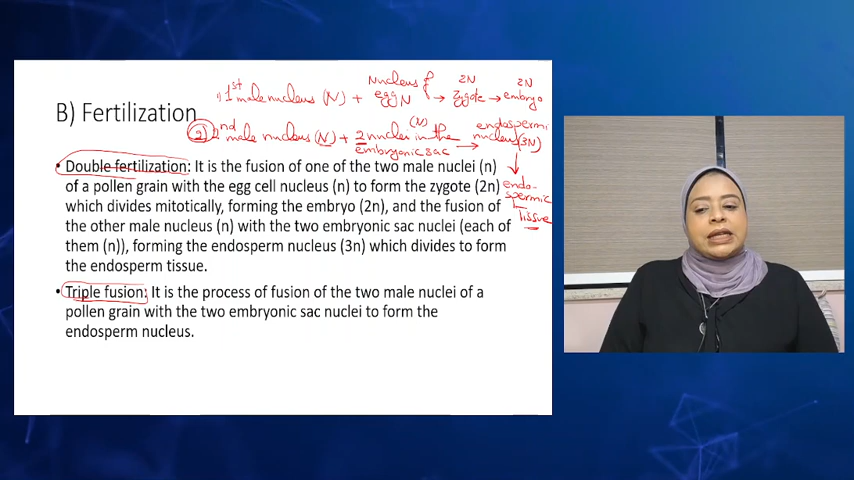 1) 1st male nucleus (N) + Nucleus of egg N → 2N zygote → 2N embryo
B) Fertilization
2) 2nd male nucleus (N) + 2 nuclei in the embryonic sac (N) → endospermi nucleus (3N)
endo-
spermic
tissue
• Double fertilization: It is the fusion of one of the two male nuclei (n)
of a pollen grain with the egg cell nucleus (n) to form the zygote (2n)
which divides mitotically, forming the embryo (2n), and the fusion of
the other male nucleus (n) with the two embryonic sac nuclei (each of
them (n)), forming the endosperm nucleus (3n) which divides to form
the endosperm tissue.
• Triple fusion: It is the process of fusion of the two male nuclei of a
pollen grain with the two embryonic sac nuclei to form the
endosperm nucleus.